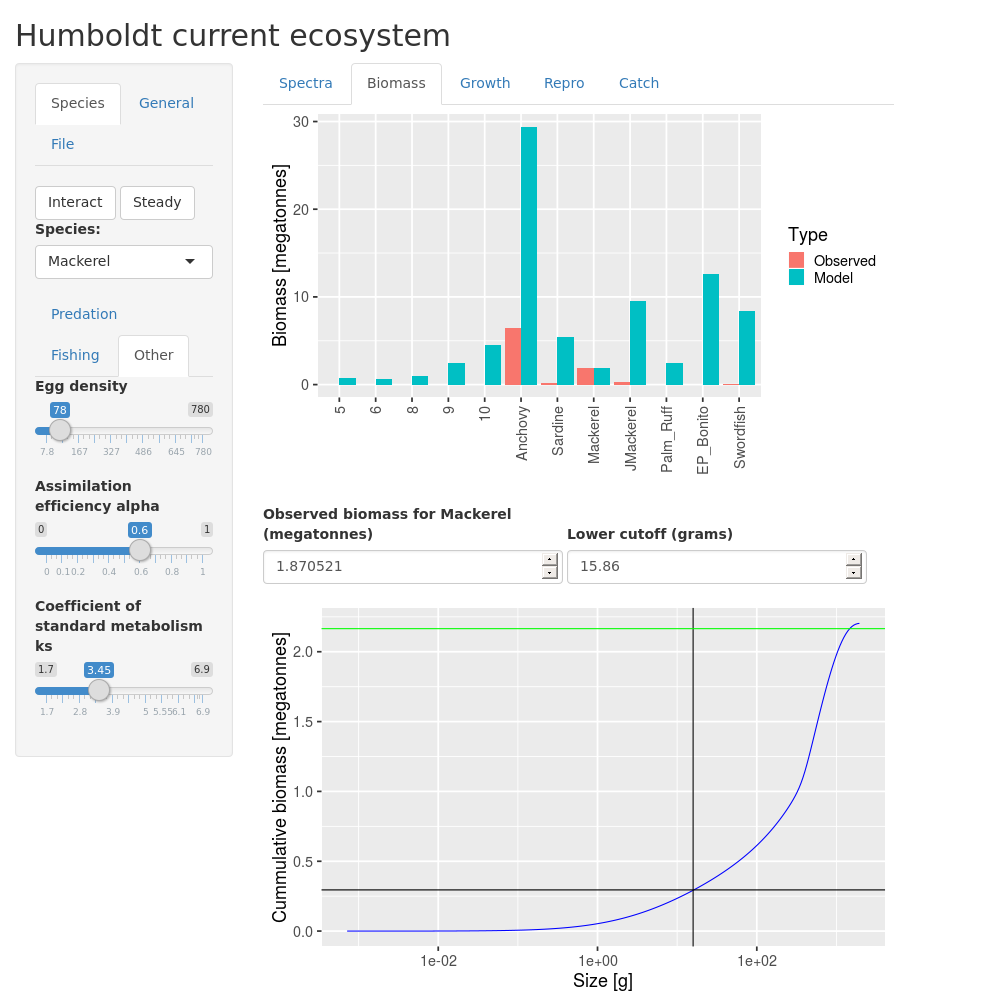 Humboldt current ecosystem
Species
General
File
Interact
Steady
Species:
Mackerel
Predation
Fishing
Other
Egg density
78
780
7.8 167 327 486 645 780
Assimilation
efficiency alpha
0
0.6
1
0 0.10.2 0.4 0.6 0.8 1
Coefficient of
standard metabolism
ks
1.7
3.45
6.9
1.7 2.8 3.9 5 5.556.1 6.9
Spectra
Biomass
Growth
Repro
Catch
Biomass [megatonnes]
30
20
10
0
5
6
8
9
10
Anchovy
Sardine
Mackerel
JMackerel
Palm_Ruff
EP_Bonito
Swordfish
Type
Observed
Model
Observed biomass for Mackerel
(megatonnes)
1.870521
Lower cutoff (grams)
15.86
Cummulative biomass [megatonnes]
2.0
1.5
1.0
0.5
0.0
1e-02
1e+00
1e+02
Size [g]